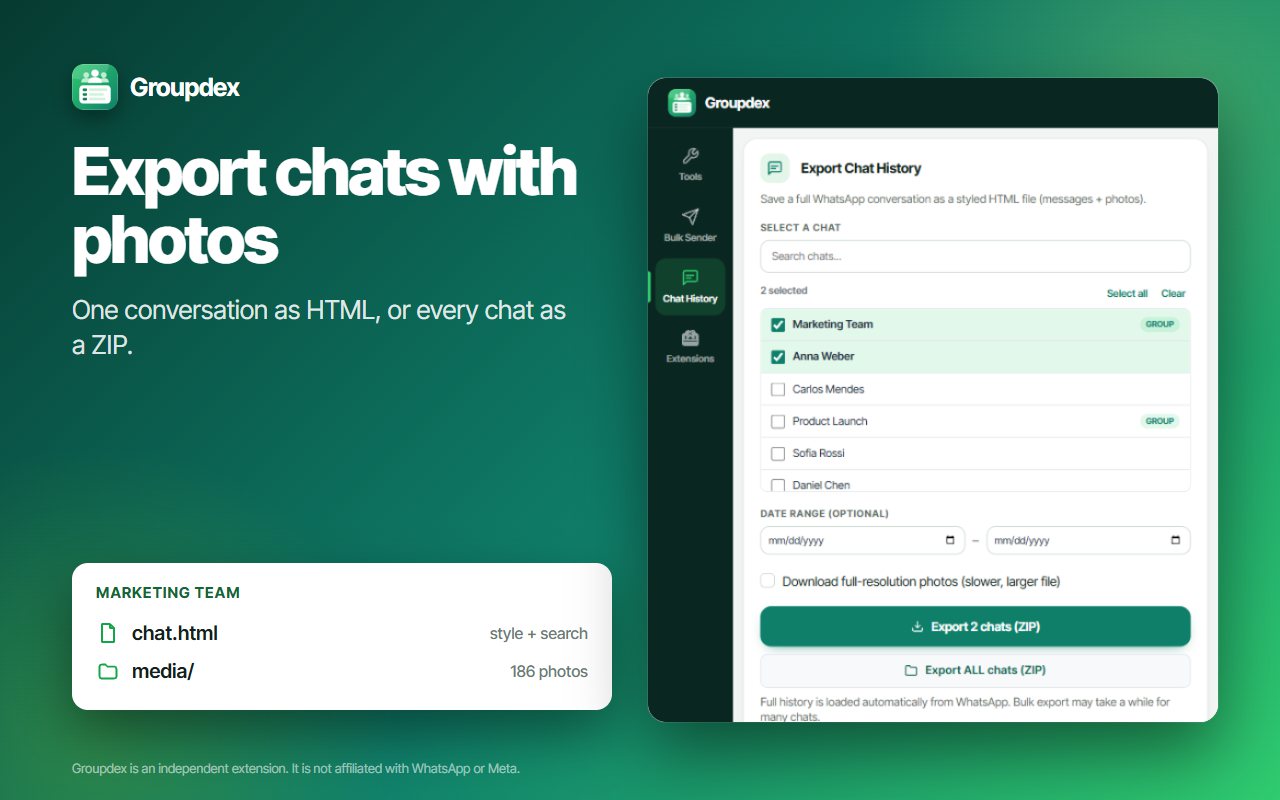 Groupdex
Export chats with
photos
One conversation as HTML, or every chat as
a ZIP.
MARKETING TEAM
chat.html
style + search
media/
186 photos
Groupdex is an independent extension. It is not affiliated with WhatsApp or Meta.
Groupdex
Tools
Bulk Sender
Chat History
Extensions
Export Chat History
Save a full WhatsApp conversation as a styled HTML file (messages + photos).
SELECT A CHAT
Search chats...
2 selected
Select all
Clear
Marketing Team
GROUP
Anna Weber
Carlos Mendes
Product Launch
GROUP
Sofia Rossi
Daniel Chen
DATE RANGE (OPTIONAL)
mm/dd/yyyy
–
mm/dd/yyyy
Download full-resolution photos (slower, larger file)
Export 2 chats (ZIP)
Export ALL chats (ZIP)
Full history is loaded automatically from WhatsApp. Bulk export may take a while for
many chats.